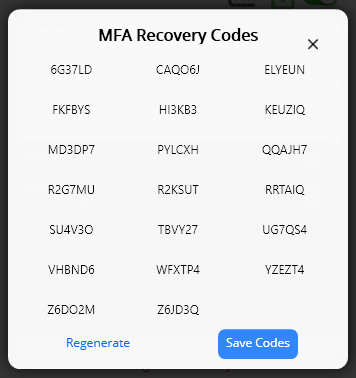 MFA Recovery Codes
6G37LD CAQO6J ELYEUN
FKFBYS HI3KB3 KEUZIQ
MD3DP7 PYLCXH QQAJH7
R2G7MU R2KSUT RRTAIQ
SU4V3O TBVY27 UG7QS4
VHBND6 WFXTP4 YZEZT4
Z6DO2M Z6JD3Q
Regenerate Save Codes